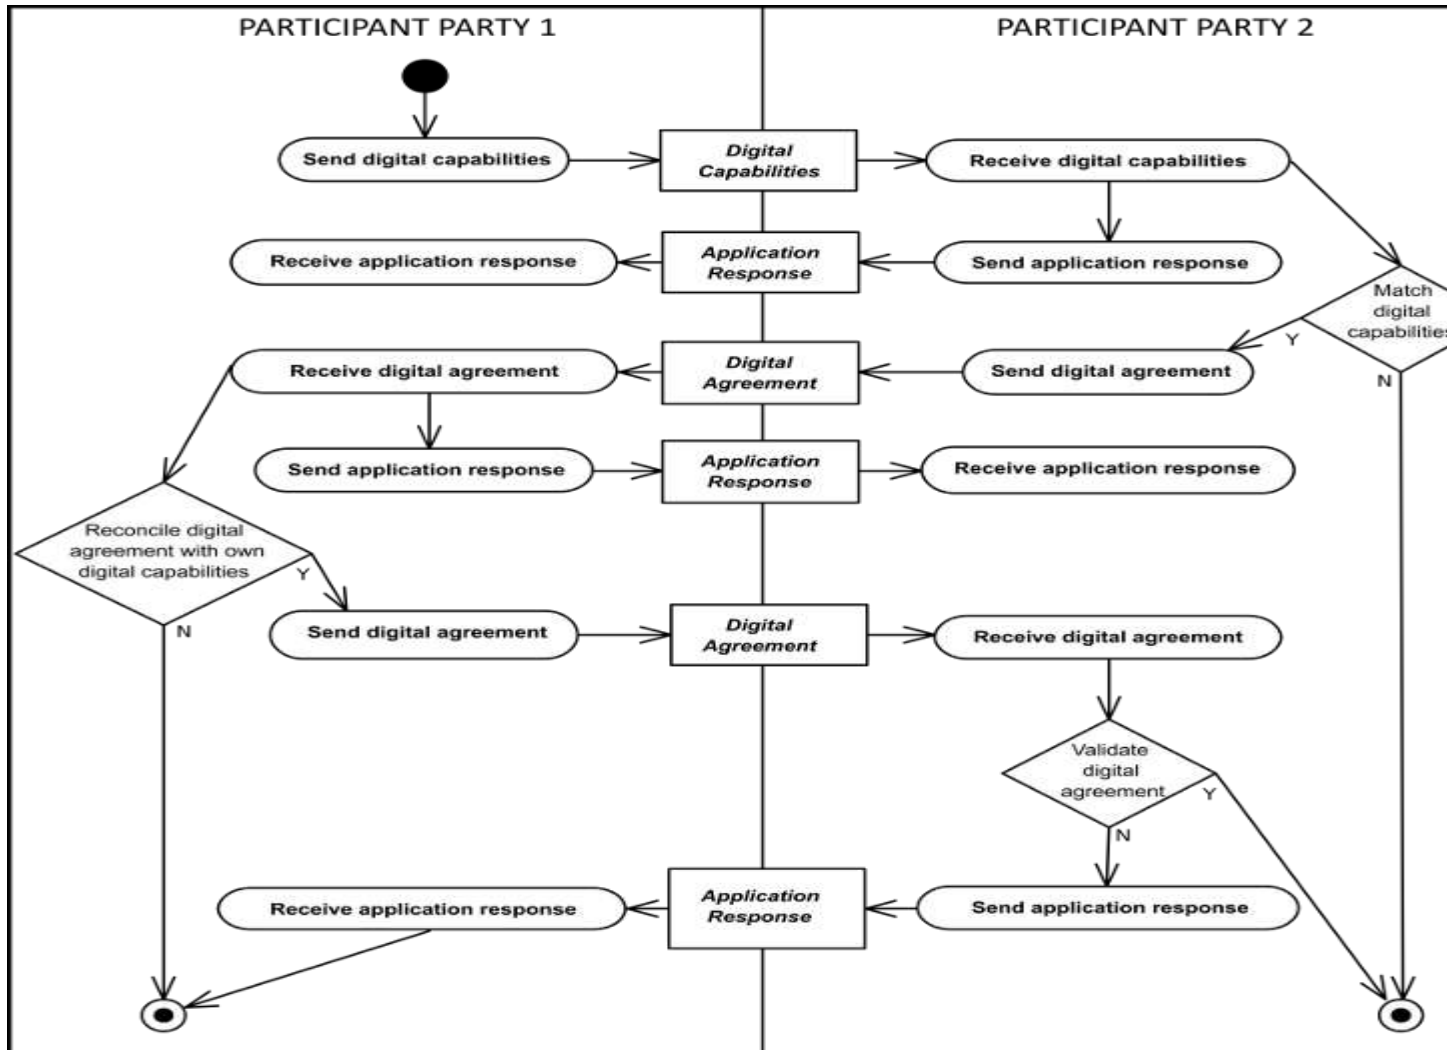 PARTICIPANT PARTY 1
PARTICIPANT PARTY 2
Send digital capabilities
Digital
Capabilities
Receive digital capabilities
Receive application response
Application
Response
Send application response
Match
digital
capabilities
Y
N
Receive digital agreement
Digital
Agreement
Send digital agreement
Send application response
Application
Response
Receive application response
Reconcile digital
agreement with own
digital capabilities
Y
N
Send digital agreement
Digital
Agreement
Receive digital agreement
Validate
digital
agreement
Y
N
Receive application response
Application
Response
Send application response